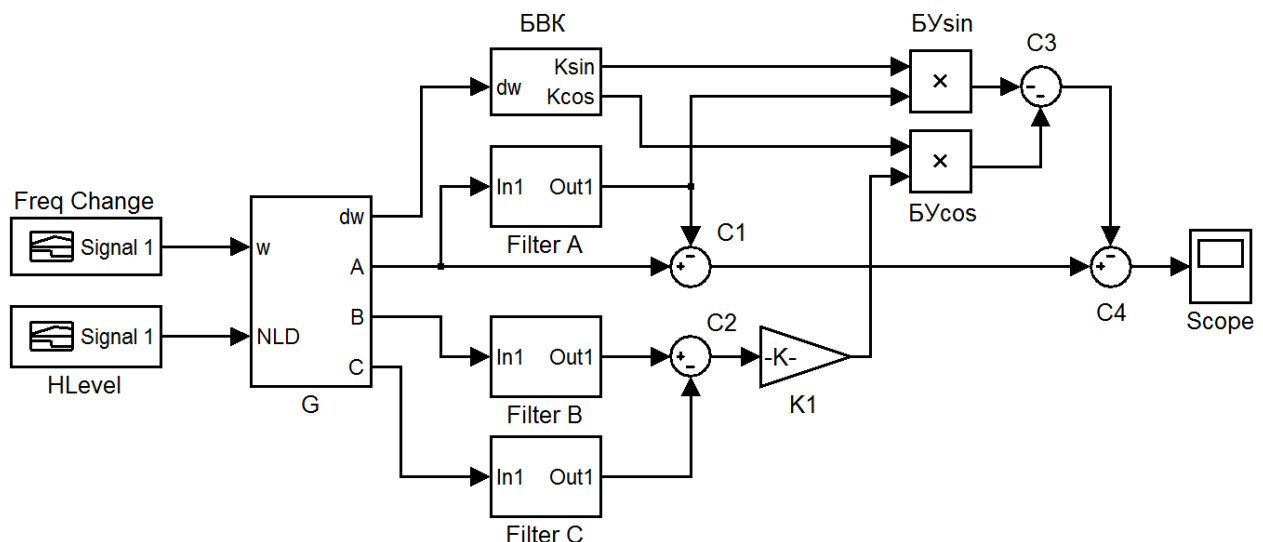 БВК
БУsin
C3
dw
Ksin
Kcos
×
×
БУcos
In1
Out1
Filter A
Freq Change
Signal 1
w
NLD
dw
A
B
C
G
Signal 1
HLevel
C1
+
-
C2
+
-
-K-
K1
-
-
+
-
C4
Scope
In1
Out1
Filter B
In1
Out1
Filter C